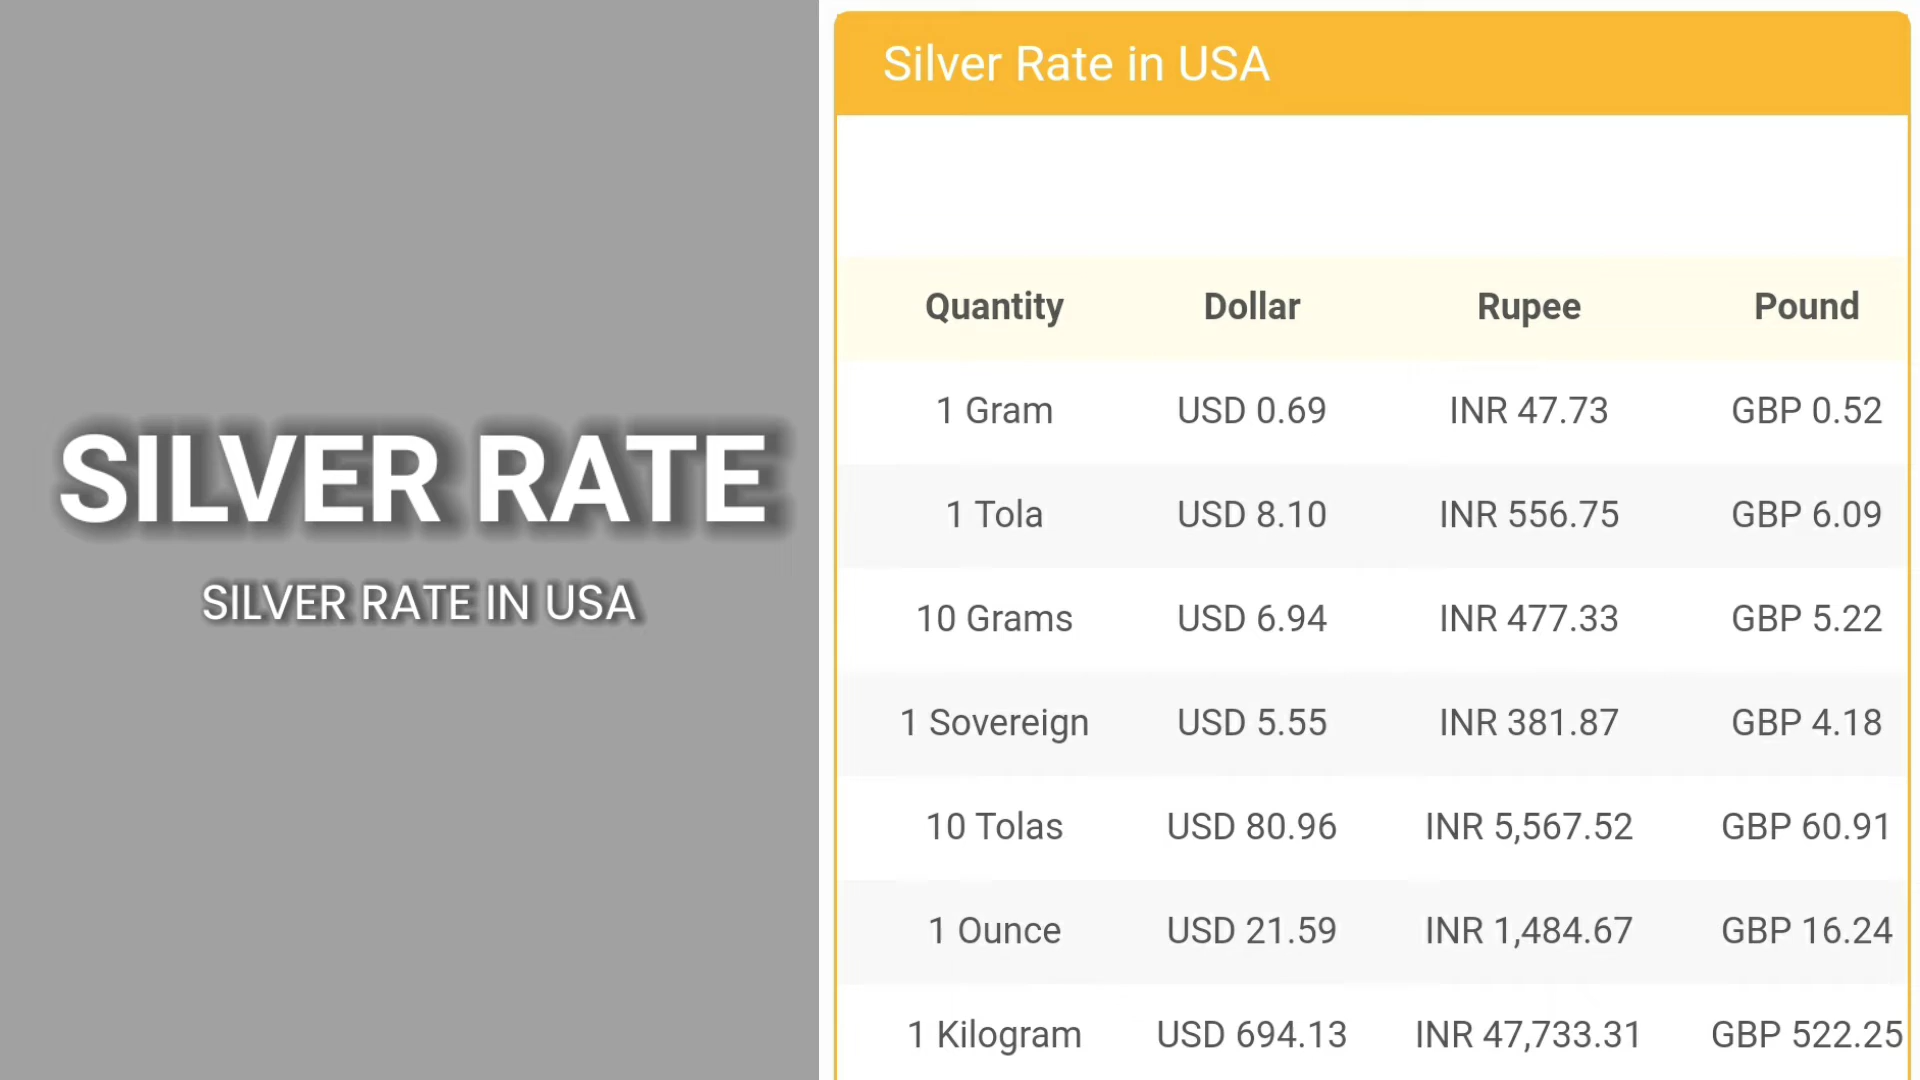 SILVER RATE
SILVER RATE IN USA
Silver Rate in USA
Quantity Dollar Rupee Pound
1 Gram USD 0.69 INR 47.73 GBP 0.52
1 Tola USD 8.10 INR 556.75 GBP 6.09
10 Grams USD 6.94 INR 477.33 GBP 5.22
1 Sovereign USD 5.55 INR 381.87 GBP 4.18
10 Tolas USD 80.96 INR 5,567.52 GBP 60.91
1 Ounce USD 21.59 INR 1,484.67 GBP 16.24
1 Kilogram USD 694.13 INR 47,733.31 GBP 522.25